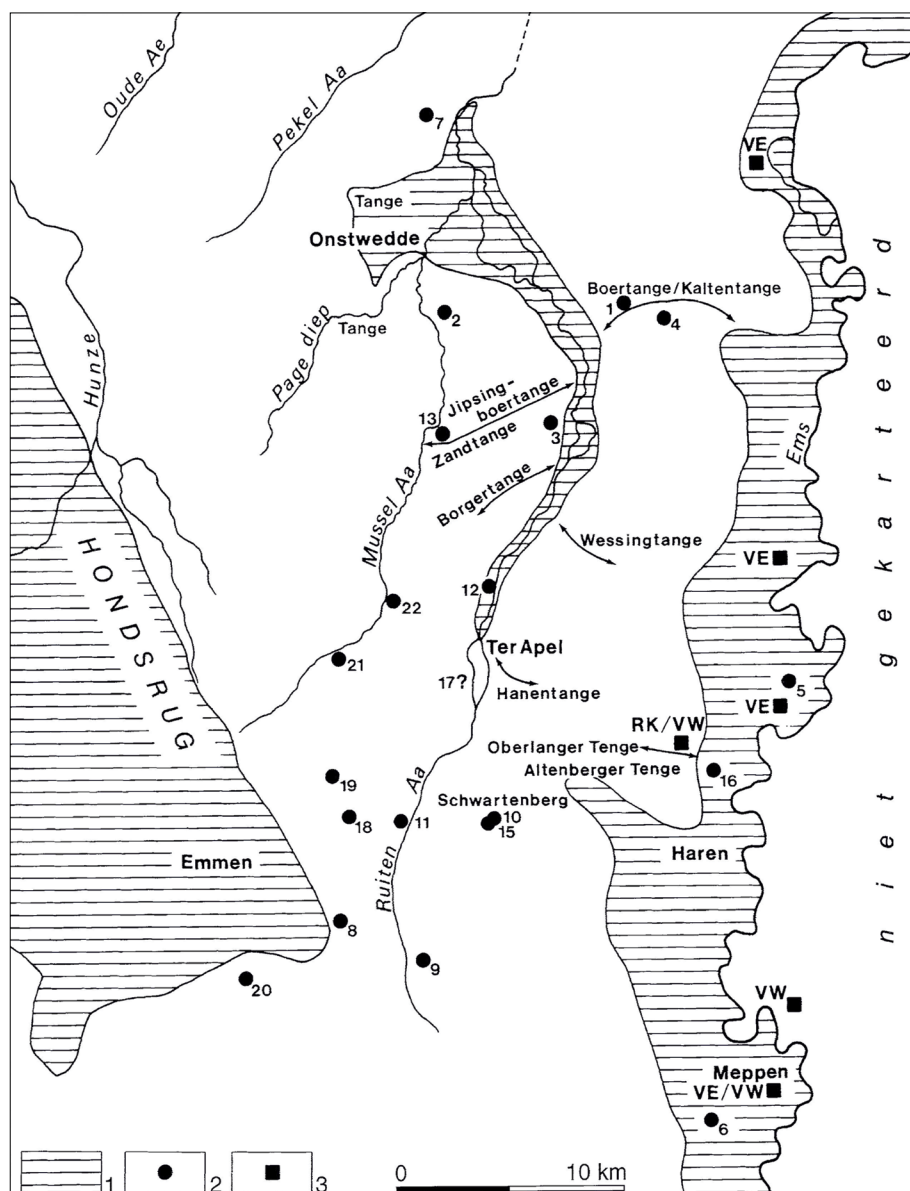 Oude Ae
Pekel Aa
7
VE
Tange
Onstwedde
Boertange/Kaltentange
1
4
2
Tange
Page diep
Hunze
Jipsing-
boertange
13
Zandtange
3
Ems
Mussel Aa
Borgertange
Wessingtange
VE
12
22
HONDSRUG
Ter Apel
21
17?
Hanentange
5
VE
RK/VW
Oberlanger Tenge
Altenberger Tenge
16
19
Schwartenberg
10
15
18
11
Ruiten Aa
Emmen
Haren
8
9
20
VW
Meppen
VE/VW
6
niet gekarteerd
1
2
3
0
10 km